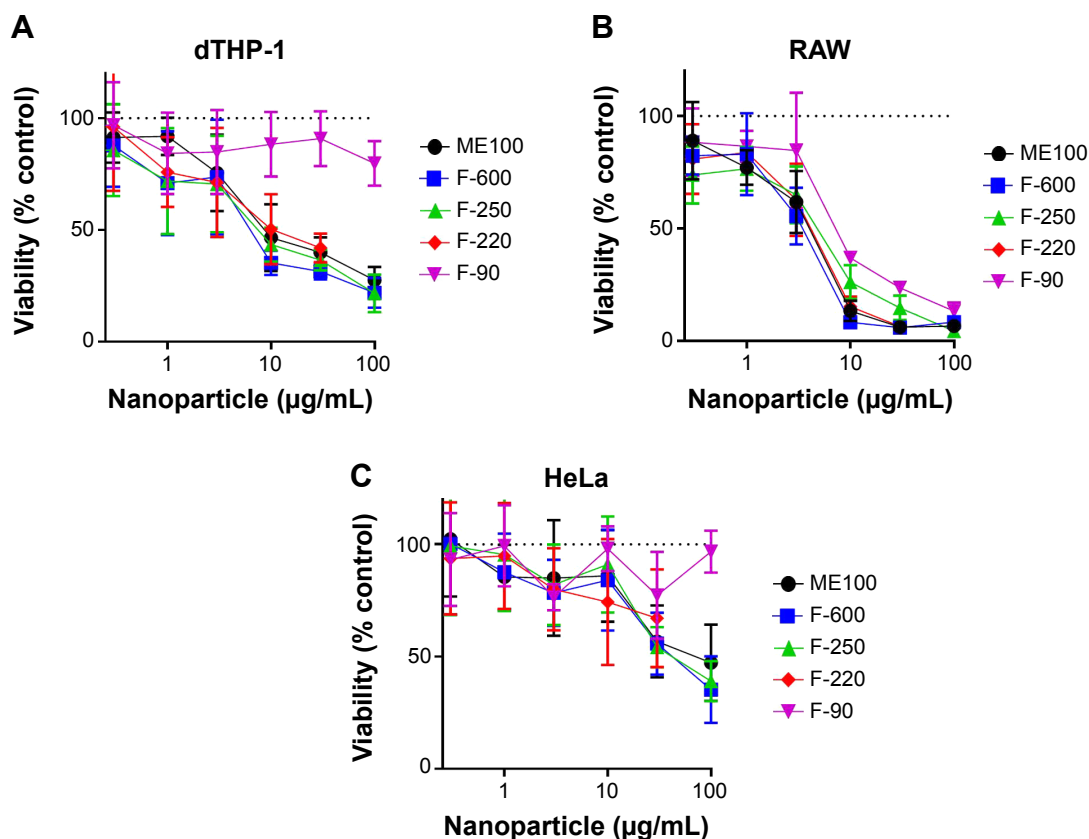 A
dTHP-1
Viability (% control)
100
50
0
1
10
100
Nanoparticle (µg/mL)
ME100
F-600
F-250
F-220
F-90
B
RAW
Viability (% control)
100
50
0
1
10
100
Nanoparticle (µg/mL)
ME100
F-600
F-250
F-220
F-90
C
HeLa
Viability (% control)
100
50
0
1
10
100
Nanoparticle (µg/mL)
ME100
F-600
F-250
F-220
F-90